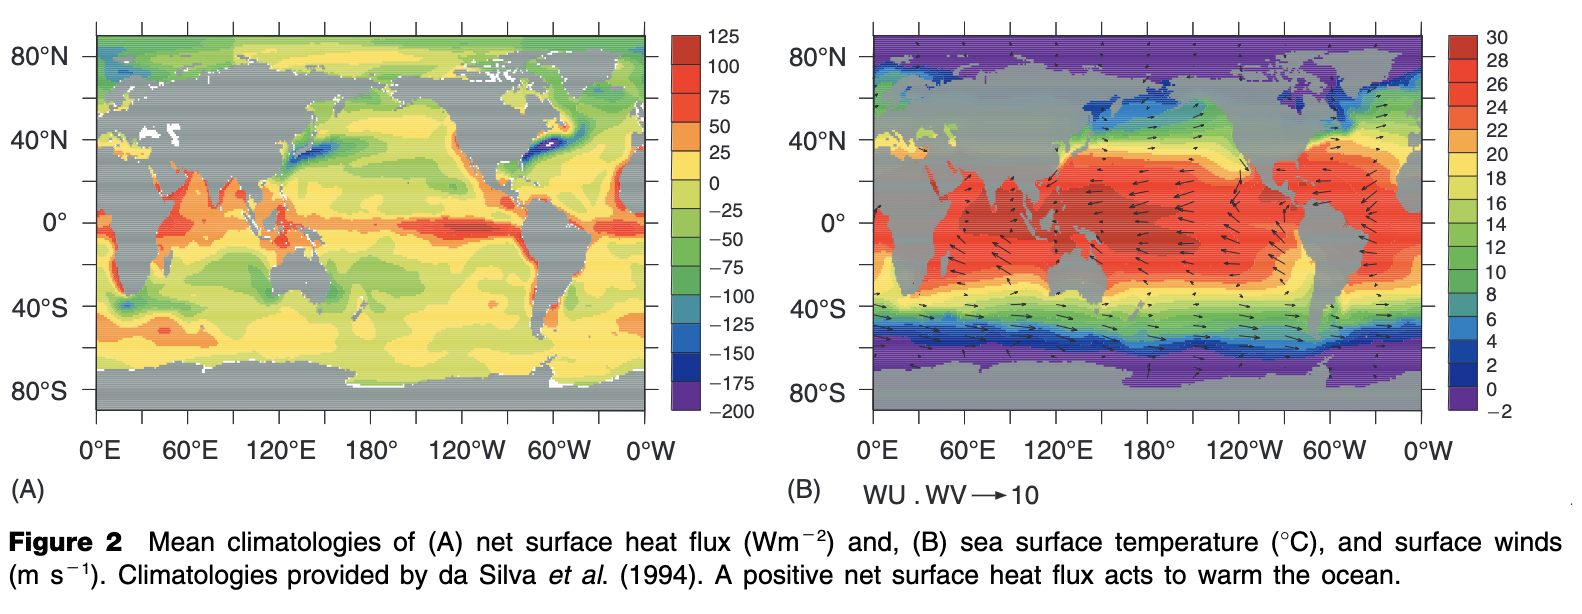 80°N
40°N
0°
40°S
80°S
0°E 60°E 120°E 180° 120°W 60°W 0°W
125
100
75
50
25
0
−25
−50
−75
−100
−125
−150
−175
−200
(A)
80°N
40°N
0°
40°S
80°S
0°E 60°E 120°E 180° 120°W 60°W 0°W
30
28
26
24
22
20
18
16
14
12
10
8
6
4
2
0
−2
(B) WU . WV → 10
Figure 2 Mean climatologies of (A) net surface heat flux (Wm⁻²) and, (B) sea surface temperature (°C), and surface winds
(m s⁻¹). Climatologies provided by da Silva et al. (1994). A positive net surface heat flux acts to warm the ocean.